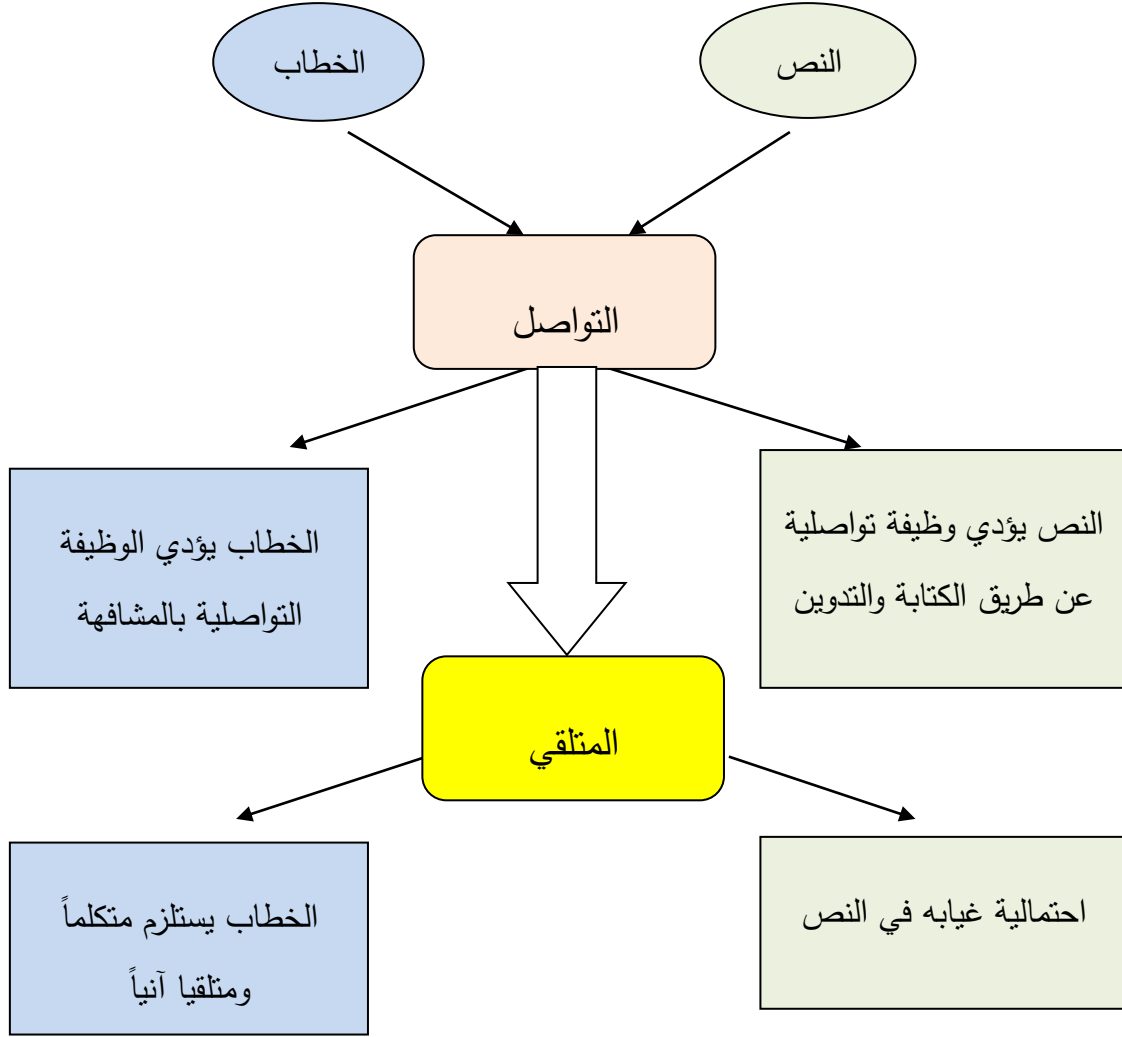 النص
الخطاب
التواصل
النص يؤدي وظيفة تواصلية
عن طريق الكتابة والتدوين
الخطاب يؤدي الوظيفة
التواصلية بالمشافهة
المتلقي
احتمالية غيابه في النص
الخطاب يستلزم متكلماً
ومتلقيا آنياً